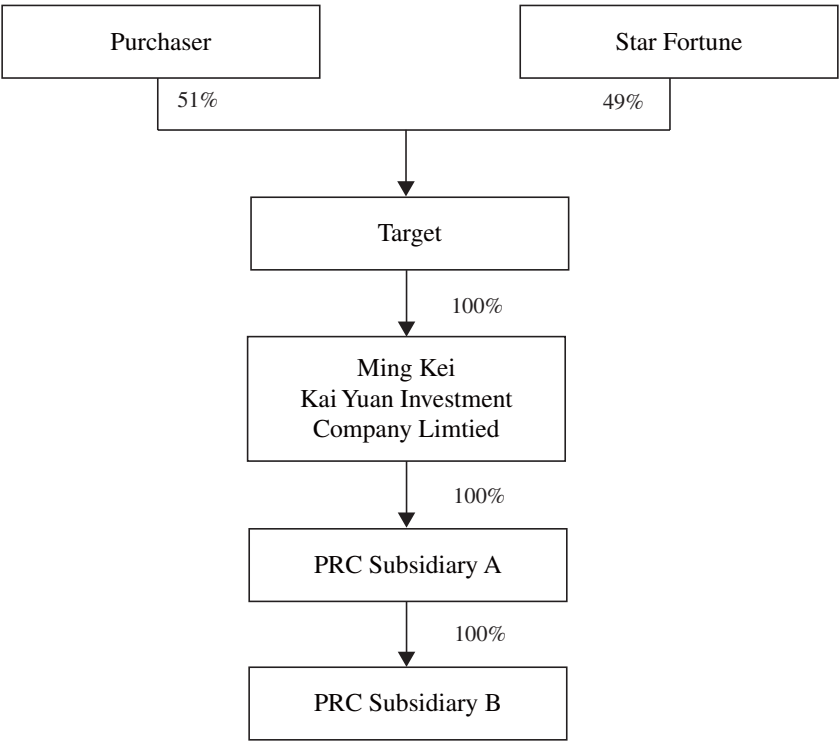 Purchaser
Star Fortune
51%
49%
Target
100%
Ming Kei
Kai Yuan Investment
Company Limtied
100%
PRC Subsidiary A
100%
PRC Subsidiary B